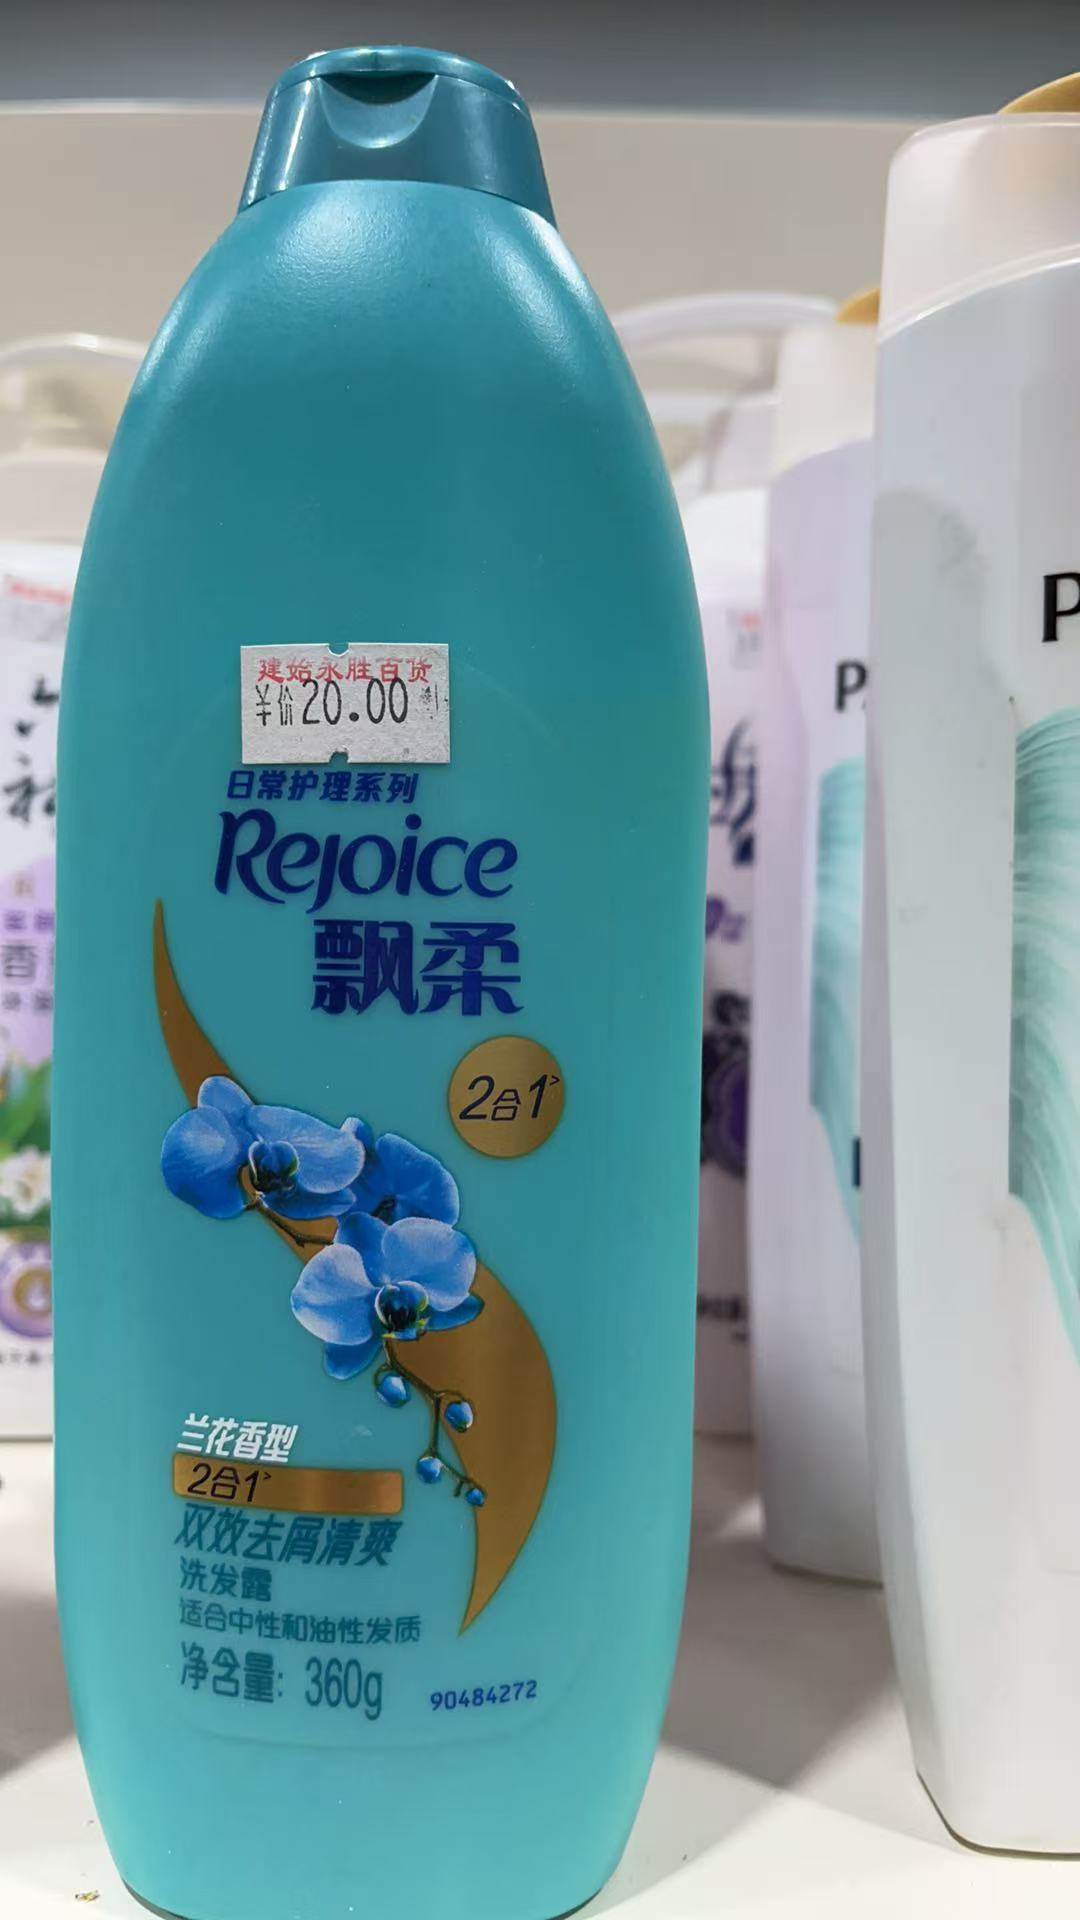 建始永胜百货
¥价 20.00
日常护理系列
Rejoice
飘柔
2合1>
兰花香型
2合1>
双效去屑清爽
洗发露
适合中性和油性发质
净含量: 360g
90484272
P
P
香